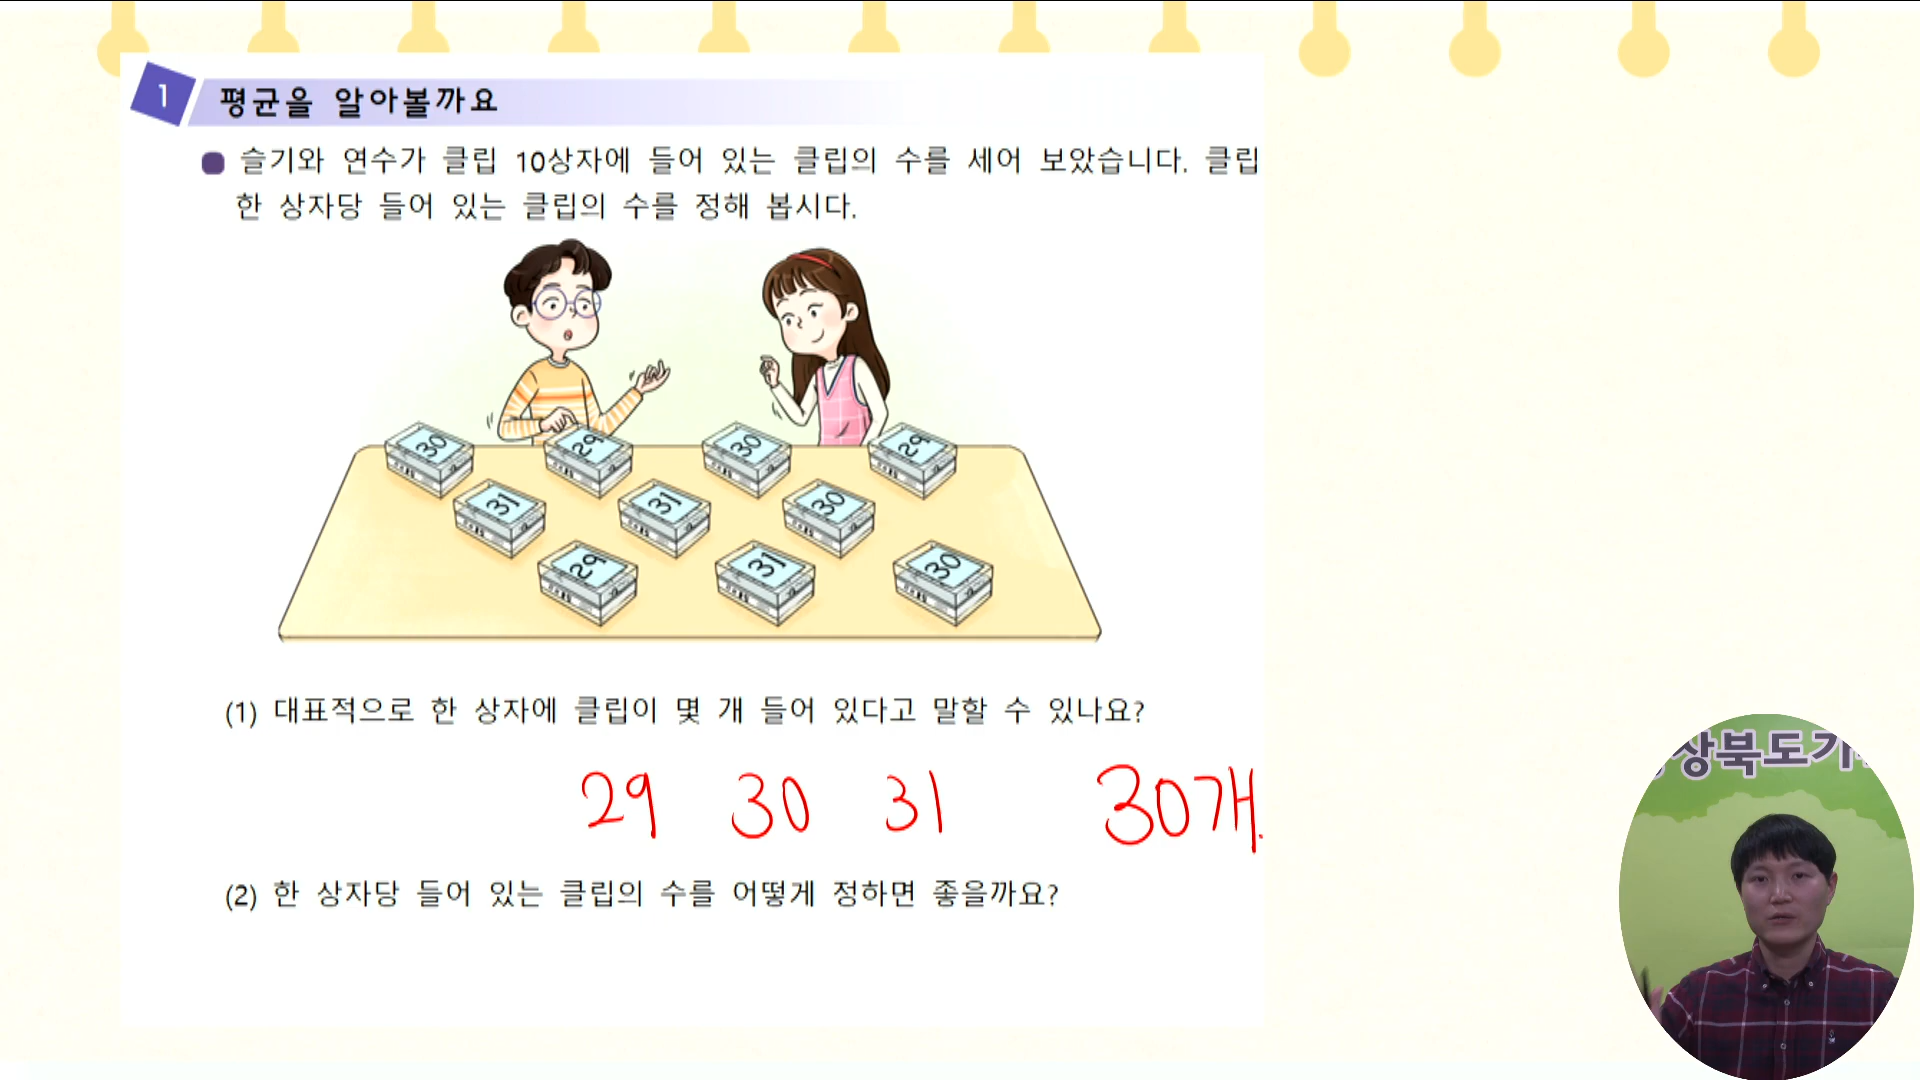 1 평균을 알아볼까요
슬기와 연수가 클립 10상자에 들어 있는 클립의 수를 세어 보았습니다. 클립
한 상자당 들어 있는 클립의 수를 정해 봅시다.
30 29 30 29
31 31 30
29 31 30
(1) 대표적으로 한 상자에 클립이 몇 개 들어 있다고 말할 수 있나요?
29 30 31 30개.
(2) 한 상자당 들어 있는 클립의 수를 어떻게 정하면 좋을까요?
상북도